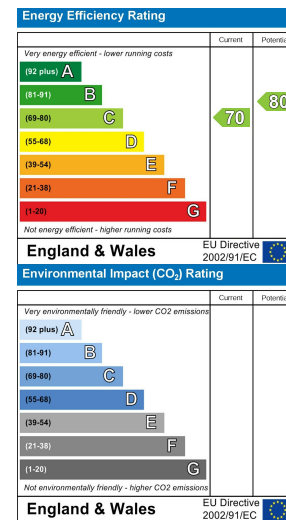 Energy Efficiency Rating
Current Potentia
Very energy efficient - lower running costs
(92 plus) A
(81-91) B
80
(69-80) C
70
(55-68) D
(39-54) E
(21-38) F
(1-20) G
Not energy efficient - higher running costs
England & Wales
EU Directive
2002/91/EC
Environmental Impact (CO₂) Rating
Current Potentia
Very environmentally friendly - lower CO2 emissions
(92 plus) A
(81-91) B
(69-80) C
(55-68) D
(39-54) E
(21-38) F
(1-20) G
Not environmentally friendly - higher CO2 emissions
England & Wales
EU Directive
2002/91/EC